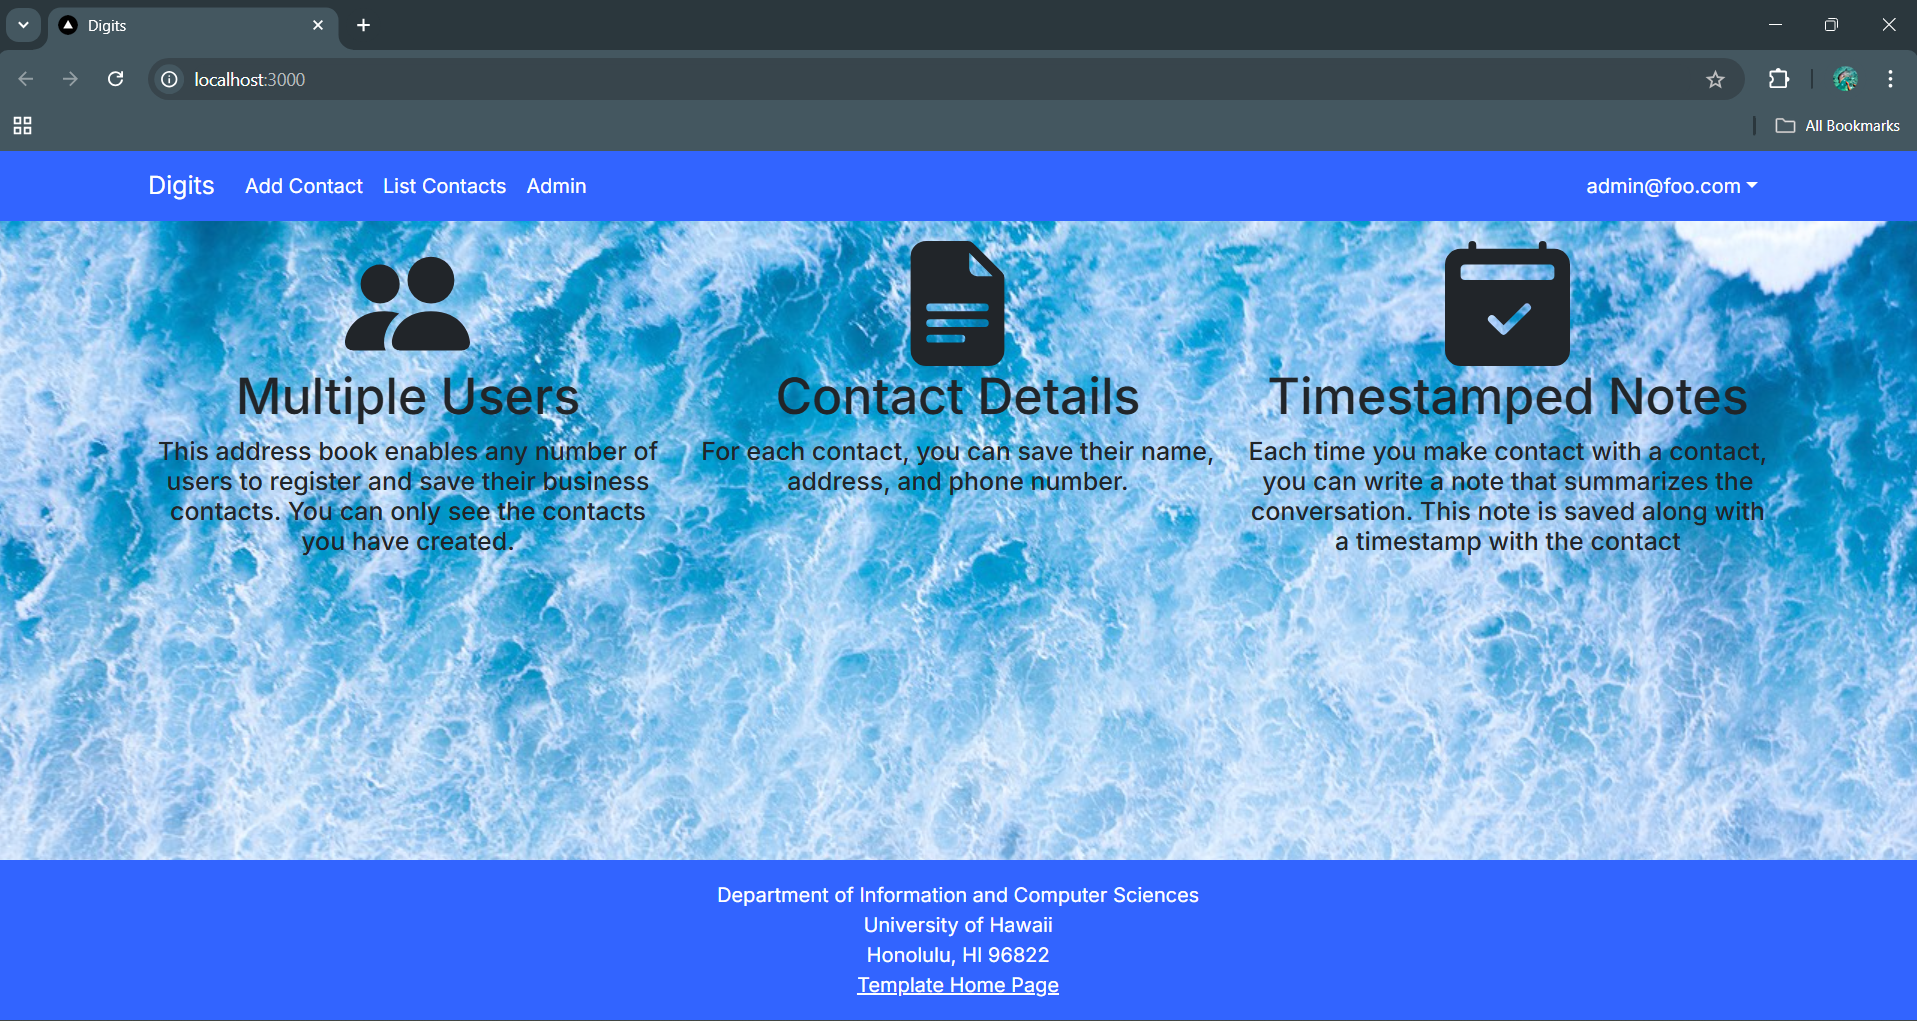 Digits
localhost:3000
All Bookmarks
Digits Add Contact List Contacts Admin admin@foo.com
Multiple Users
This address book enables any number of
users to register and save their business
contacts. You can only see the contacts
you have created.
Contact Details
For each contact, you can save their name,
address, and phone number.
Timestamped Notes
Each time you make contact with a contact,
you can write a note that summarizes the
conversation. This note is saved along with
a timestamp with the contact
Department of Information and Computer Sciences
University of Hawaii
Honolulu, HI 96822
Template Home Page